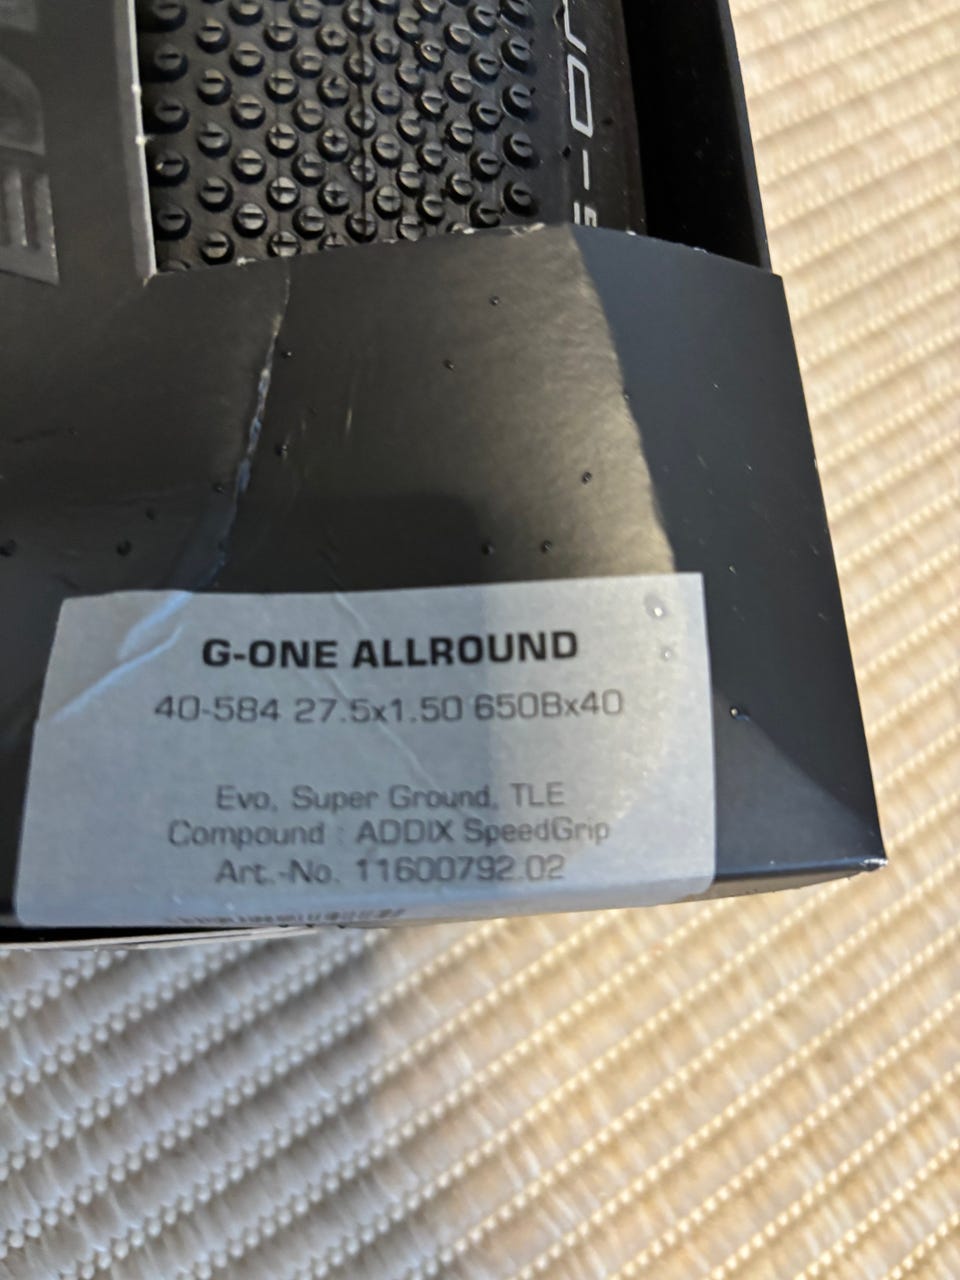 G-ONE ALLROUND
40-584 27.5x1.50 650Bx40
Evo, Super Ground, TLE
Compound : ADDIX SpeedGrip
Art.-No. 11600792.02
G-ON